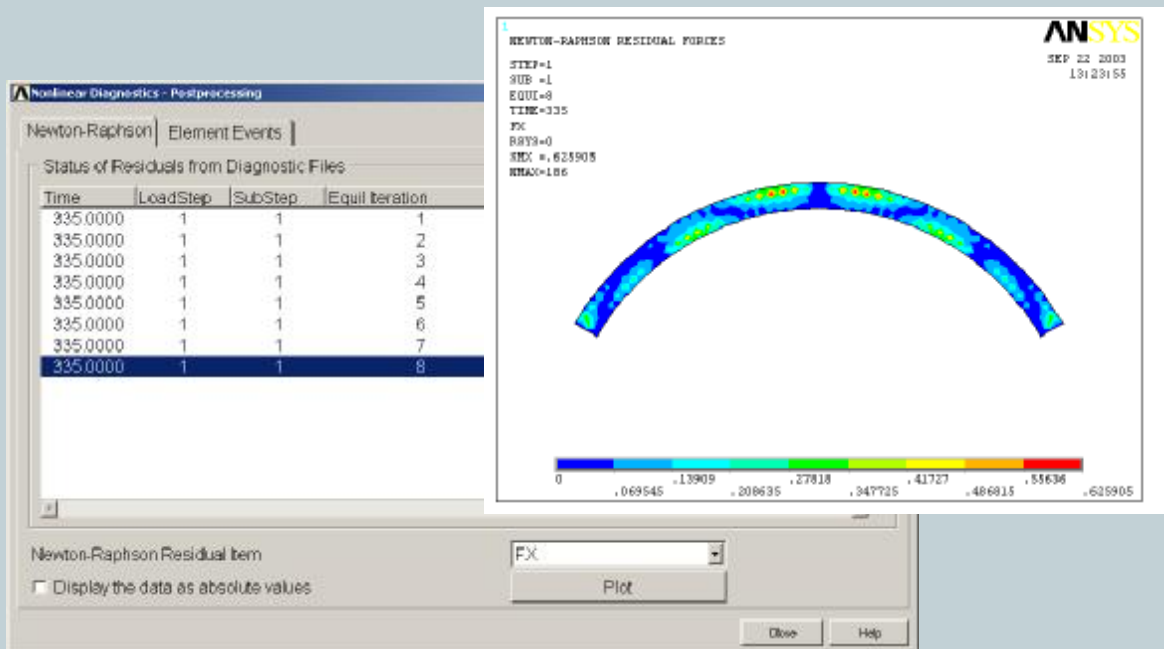 Nonlinear Diagnostics - Postprocessing
Newton-Raphson
Element Events
Status of Residuals from Diagnostic Files
Time LoadStep SubStep Equil Iteration
335.0000 1 1 1
335.0000 1 1 2
335.0000 1 1 3
335.0000 1 1 4
335.0000 1 1 5
335.0000 1 1 6
335.0000 1 1 7
335.0000 1 1 8
Newton-Raphson Residual Item
FX
Display the data as absolute values
Plot
Close
Help
1
NEWTON-RAPHSON RESIDUAL FORCES
ANSYS
SEP 22 2003
13:23:55
STEP=1
SUB =1
EQUI=8
TIME=335
FX
RSYS=0
SMX =.625905
NMAX=186
0 .13909 .27818 .41727 .55636
.069545 .208635 .347725 .486815 .625905